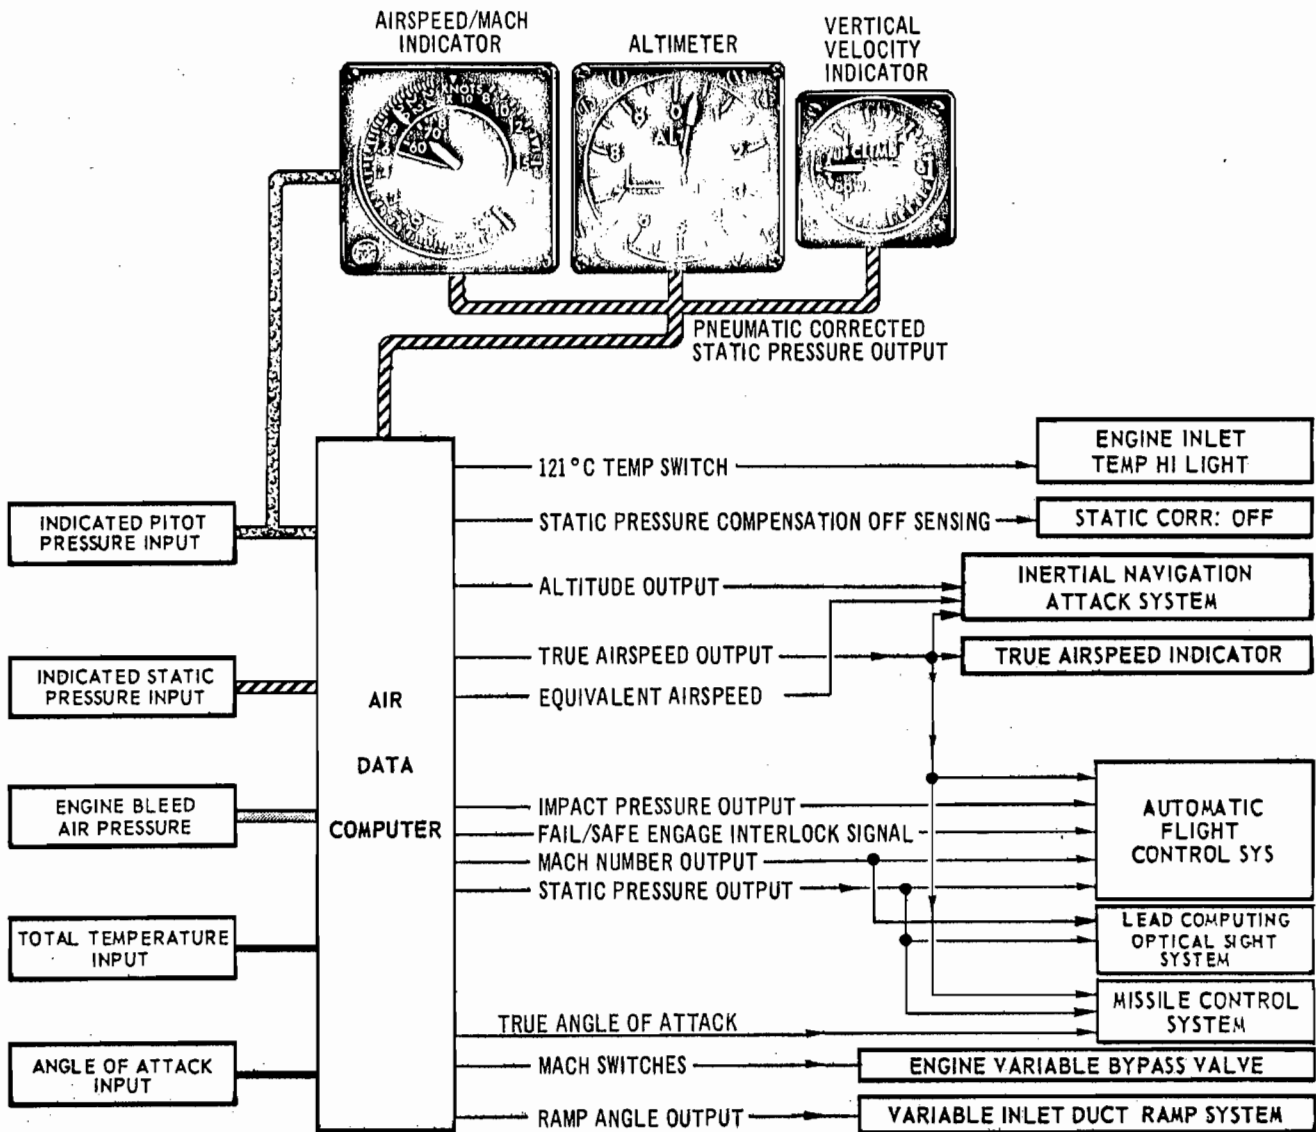 AIRSPEED/MACH
INDICATOR
ALTIMETER
VERTICAL
VELOCITY
INDICATOR
KNOTS
X 10
60
70
ALT
CLIMB
PNEUMATIC CORRECTED
STATIC PRESSURE OUTPUT
INDICATED PITOT
PRESSURE INPUT
INDICATED STATIC
PRESSURE INPUT
ENGINE BLEED
AIR PRESSURE
TOTAL TEMPERATURE
INPUT
ANGLE OF ATTACK
INPUT
AIR
DATA
COMPUTER
121°C TEMP SWITCH
ENGINE INLET
TEMP HI LIGHT
STATIC PRESSURE COMPENSATION OFF SENSING
STATIC CORR: OFF
ALTITUDE OUTPUT
INERTIAL NAVIGATION
ATTACK SYSTEM
TRUE AIRSPEED OUTPUT
TRUE AIRSPEED INDICATOR
EQUIVALENT AIRSPEED
IMPACT PRESSURE OUTPUT
FAIL/SAFE ENGAGE INTERLOCK SIGNAL
MACH NUMBER OUTPUT
STATIC PRESSURE OUTPUT
AUTOMATIC
FLIGHT
CONTROL SYS
LEAD COMPUTING
OPTICAL SIGHT
SYSTEM
MISSILE CONTROL
SYSTEM
TRUE ANGLE OF ATTACK
MACH SWITCHES
ENGINE VARIABLE BYPASS VALVE
RAMP ANGLE OUTPUT
VARIABLE INLET DUCT RAMP SYSTEM